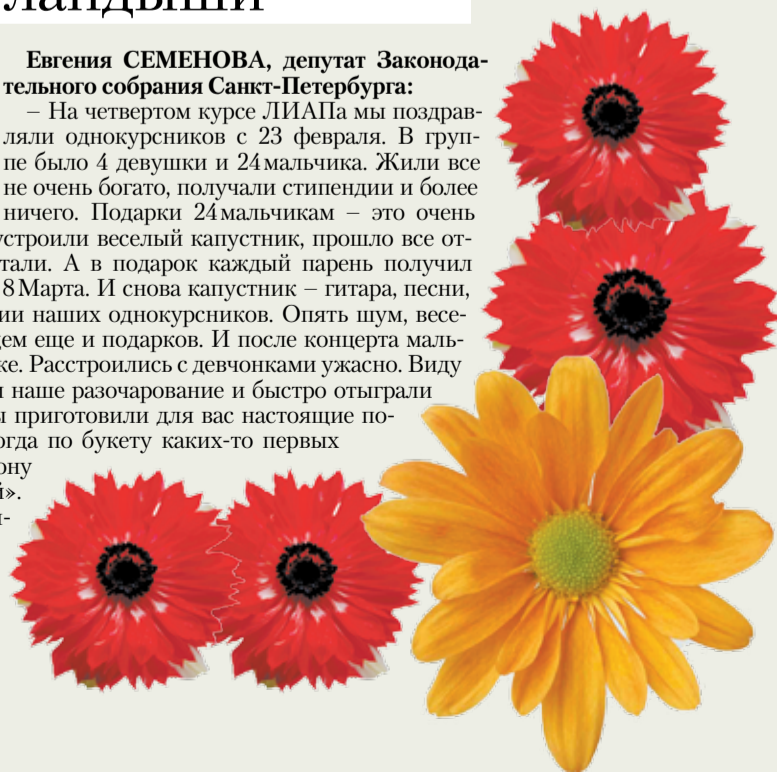 ландыши
Евгения СЕМЕНОВА, депутат Законода-
тельного собрания Санкт-Петербурга:
– На четвертом курсе ЛИАПа мы поздрав-
ляли однокурсников с 23 февраля. В груп-
пе было 4 девушки и 24 мальчика. Жили все
не очень богато, получали стипендии и более
ничего. Подарки 24 мальчикам – это очень
устроили веселый капустник, прошло все от-
тали. А в подарок каждый парень получил
8 Марта. И снова капустник – гитара, песни,
ии наших однокурсников. Опять шум, весе-
ем еще и подарков. И после концерта маль-
ке. Расстроились с девчонками ужасно. Виду
наше разочарование и быстро отыграли
ы приготовили для вас настоящие по-
огда по букету каких-то первых
ону
й».